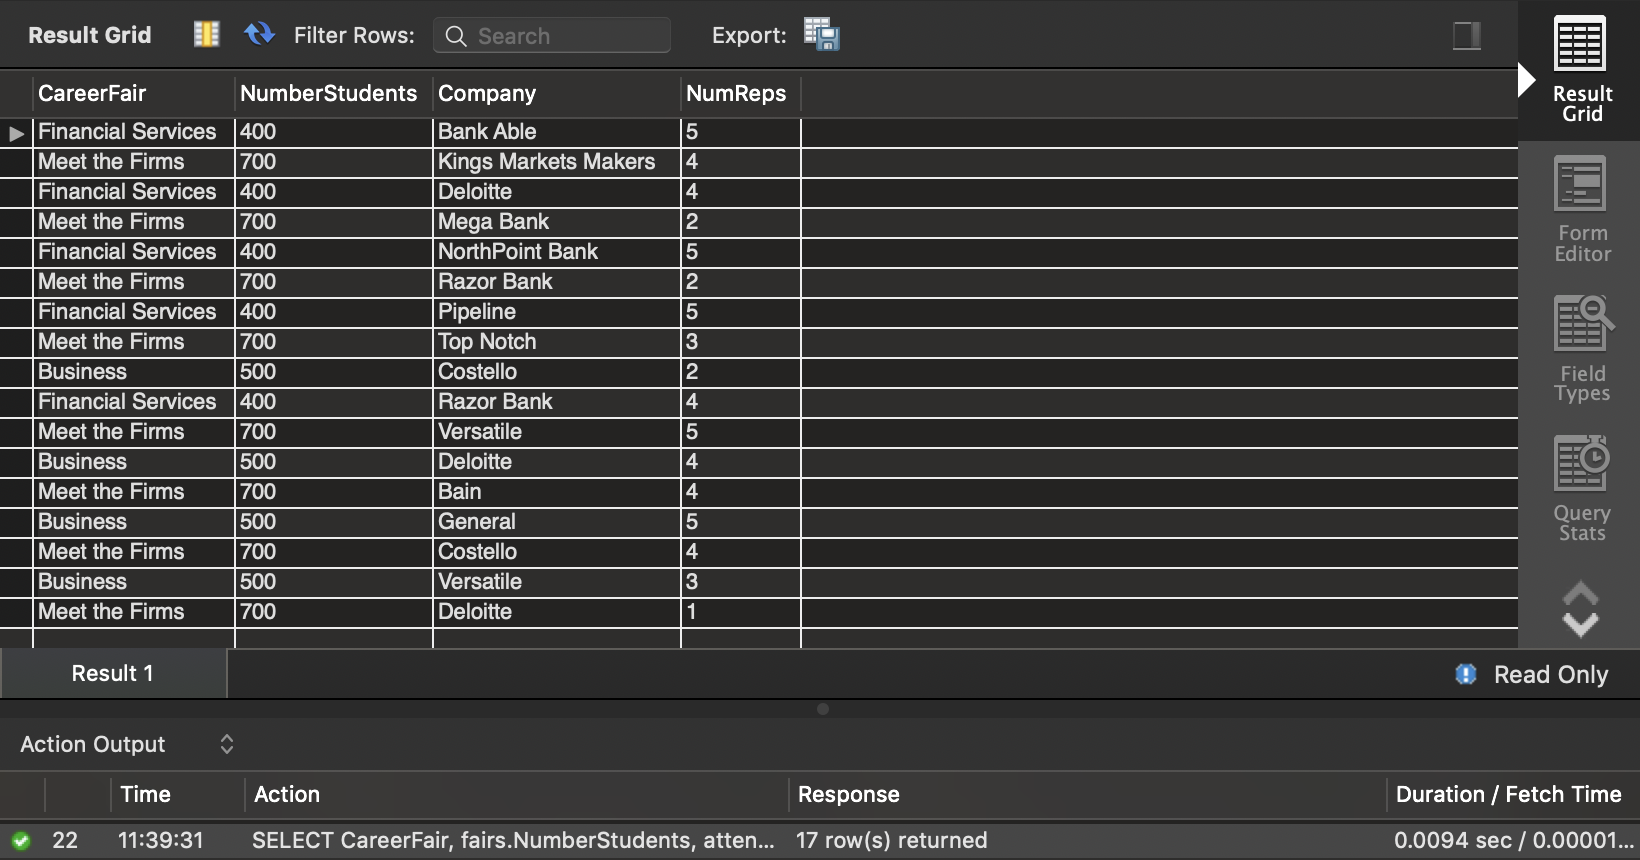 Result Grid Filter Rows: Search Export:
CareerFair NumberStudents Company NumReps
Financial Services 400 Bank Able 5
Meet the Firms 700 Kings Markets Makers 4
Financial Services 400 Deloitte 4
Meet the Firms 700 Mega Bank 2
Financial Services 400 NorthPoint Bank 5
Meet the Firms 700 Razor Bank 2
Financial Services 400 Pipeline 5
Meet the Firms 700 Top Notch 3
Business 500 Costello 2
Financial Services 400 Razor Bank 4
Meet the Firms 700 Versatile 5
Business 500 Deloitte 4
Meet the Firms 700 Bain 4
Business 500 General 5
Meet the Firms 700 Costello 4
Business 500 Versatile 3
Meet the Firms 700 Deloitte 1
Result
Grid
Form
Editor
Field
Types
Query
Stats
Result 1 Read Only
Action Output
Time Action Response Duration / Fetch Time
22 11:39:31 SELECT CareerFair, fairs.NumberStudents, atten... 17 row(s) returned 0.0094 sec / 0.00001...